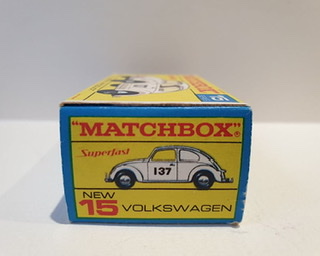 "MATCHBOX"®
Superfast
137
NEW
15 VOLKSWAGEN